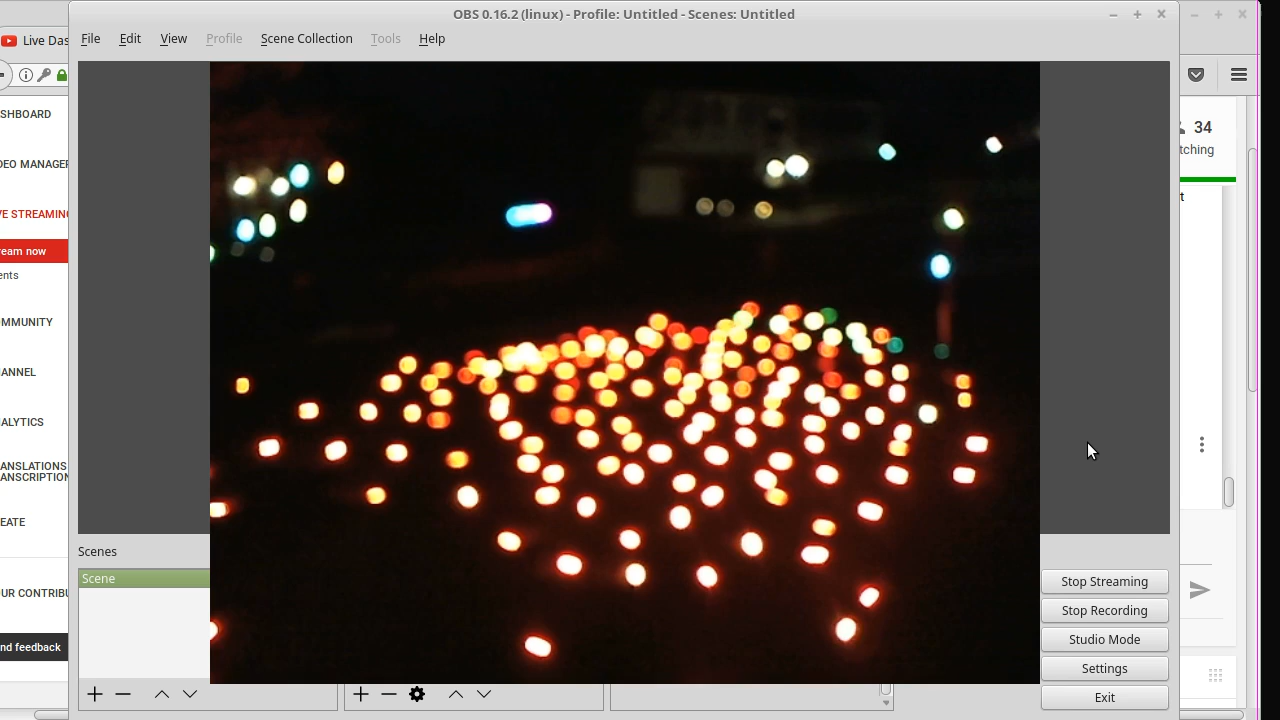 OBS 0.16.2 (linux) - Profile: Untitled - Scenes: Untitled
Live Das
File Edit View Profile Scene Collection Tools Help
SHBOARD
34
DEO MANAGER
tching
t
VE STREAMING
eam now
ents
MMUNITY
ANNEL
ALYTICS
ANSLATIONS
ANSCRIPTION
EATE
Scenes
Scene
Stop Streaming
UR CONTRIBU
Stop Recording
Studio Mode
nd feedback
Settings
Exit